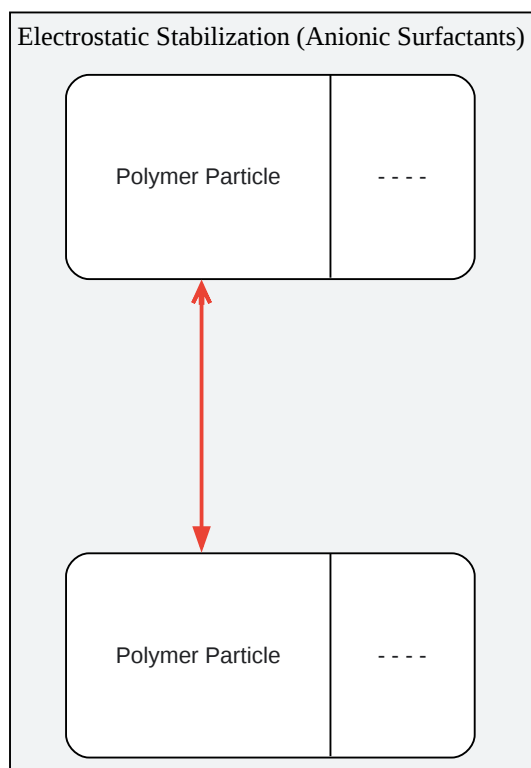 Electrostatic Stabilization (Anionic Surfactants)
Polymer Particle
- - - -
Polymer Particle
- - - -